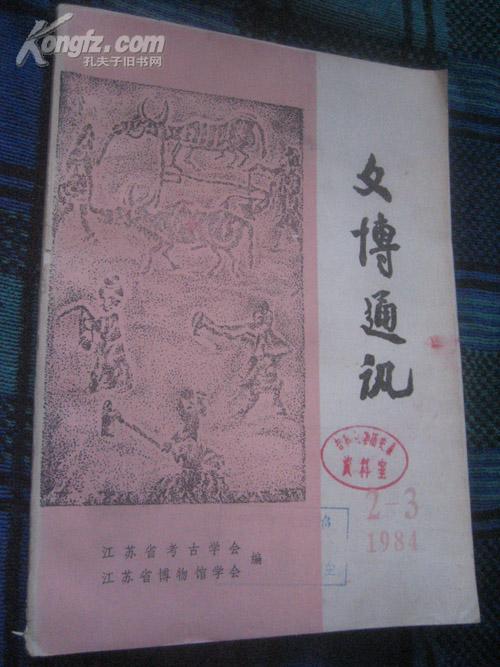 Kongfz.com
孔夫子旧书网
文博通讯
资料室
2-3
1984
江苏省考古学会
江苏省博物馆学会
编